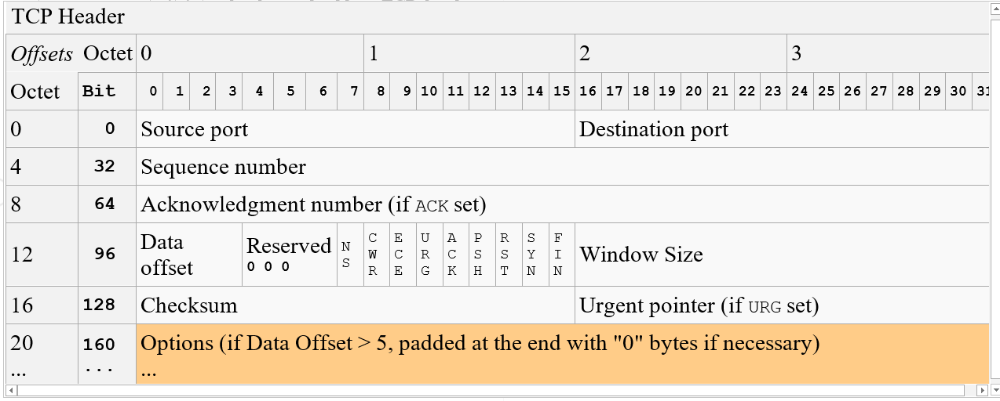 TCP Header
Offsets Octet 0 1 2 3
Octet Bit 0 1 2 3 4 5 6 7 8 9 10 11 12 13 14 15 16 17 18 19 20 21 22 23 24 25 26 27 28 29 30 31
0 0 Source port Destination port
4 32 Sequence number
8 64 Acknowledgment number (if ACK set)
12 96 Data offset Reserved 0 0 0 NS CWR ECE URG ACK PSH RST SYN FIN Window Size
16 128 Checksum Urgent pointer (if URG set)
20 160 Options (if Data Offset > 5, padded at the end with "0" bytes if necessary)
... ... ...